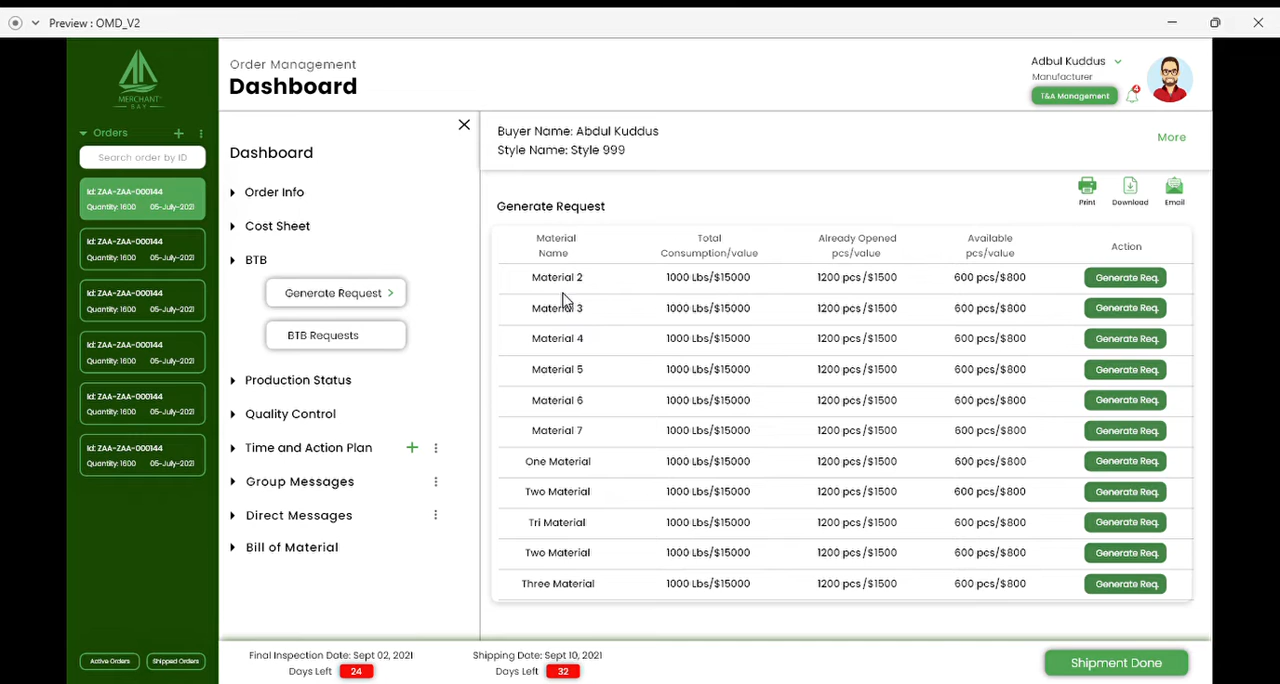 Preview : OMD_V2
MERCHANT
BAY
Orders
Search order by ID
Id: ZAA-ZAA-000144
Quantity: 1600 05-July-2021
Id: ZAA-ZAA-000144
Quantity: 1600 05-July-2021
Id: ZAA-ZAA-000144
Quantity: 1600 05-July-2021
Id: ZAA-ZAA-000144
Quantity: 1600 05-July-2021
Id: ZAA-ZAA-000144
Quantity: 1600 05-July-2021
Id: ZAA-ZAA-000144
Quantity: 1600 05-July-2021
Active Orders Shipped Orders
Order Management
Dashboard
Adbul Kuddus
Manufacturer
T&A Management
4
Dashboard
Order Info
Cost Sheet
BTB
Generate Request >
BTB Requests
Production Status
Quality Control
Time and Action Plan
Group Messages
Direct Messages
Bill of Material
Buyer Name: Abdul Kuddus
Style Name: Style 999
More
Print Download Email
Generate Request
Material Name Total Consumption/value Already Opened pcs/value Available pcs/value Action
Material 2 1000 Lbs/$15000 1200 pcs/$1500 600 pcs/$800 Generate Req.
Material 3 1000 Lbs/$15000 1200 pcs/$1500 600 pcs/$800 Generate Req.
Material 4 1000 Lbs/$15000 1200 pcs/$1500 600 pcs/$800 Generate Req.
Material 5 1000 Lbs/$15000 1200 pcs/$1500 600 pcs/$800 Generate Req.
Material 6 1000 Lbs/$15000 1200 pcs/$1500 600 pcs/$800 Generate Req.
Material 7 1000 Lbs/$15000 1200 pcs/$1500 600 pcs/$800 Generate Req.
One Material 1000 Lbs/$15000 1200 pcs/$1500 600 pcs/$800 Generate Req.
Two Material 1000 Lbs/$15000 1200 pcs/$1500 600 pcs/$800 Generate Req.
Tri Material 1000 Lbs/$15000 1200 pcs/$1500 600 pcs/$800 Generate Req.
Two Material 1000 Lbs/$15000 1200 pcs/$1500 600 pcs/$800 Generate Req.
Three Material 1000 Lbs/$15000 1200 pcs/$1500 600 pcs/$800 Generate Req.
Final Inspection Date: Sept 02, 2021
Days Left 24
Shipping Date: Sept 10, 2021
Days Left 32
Shipment Done